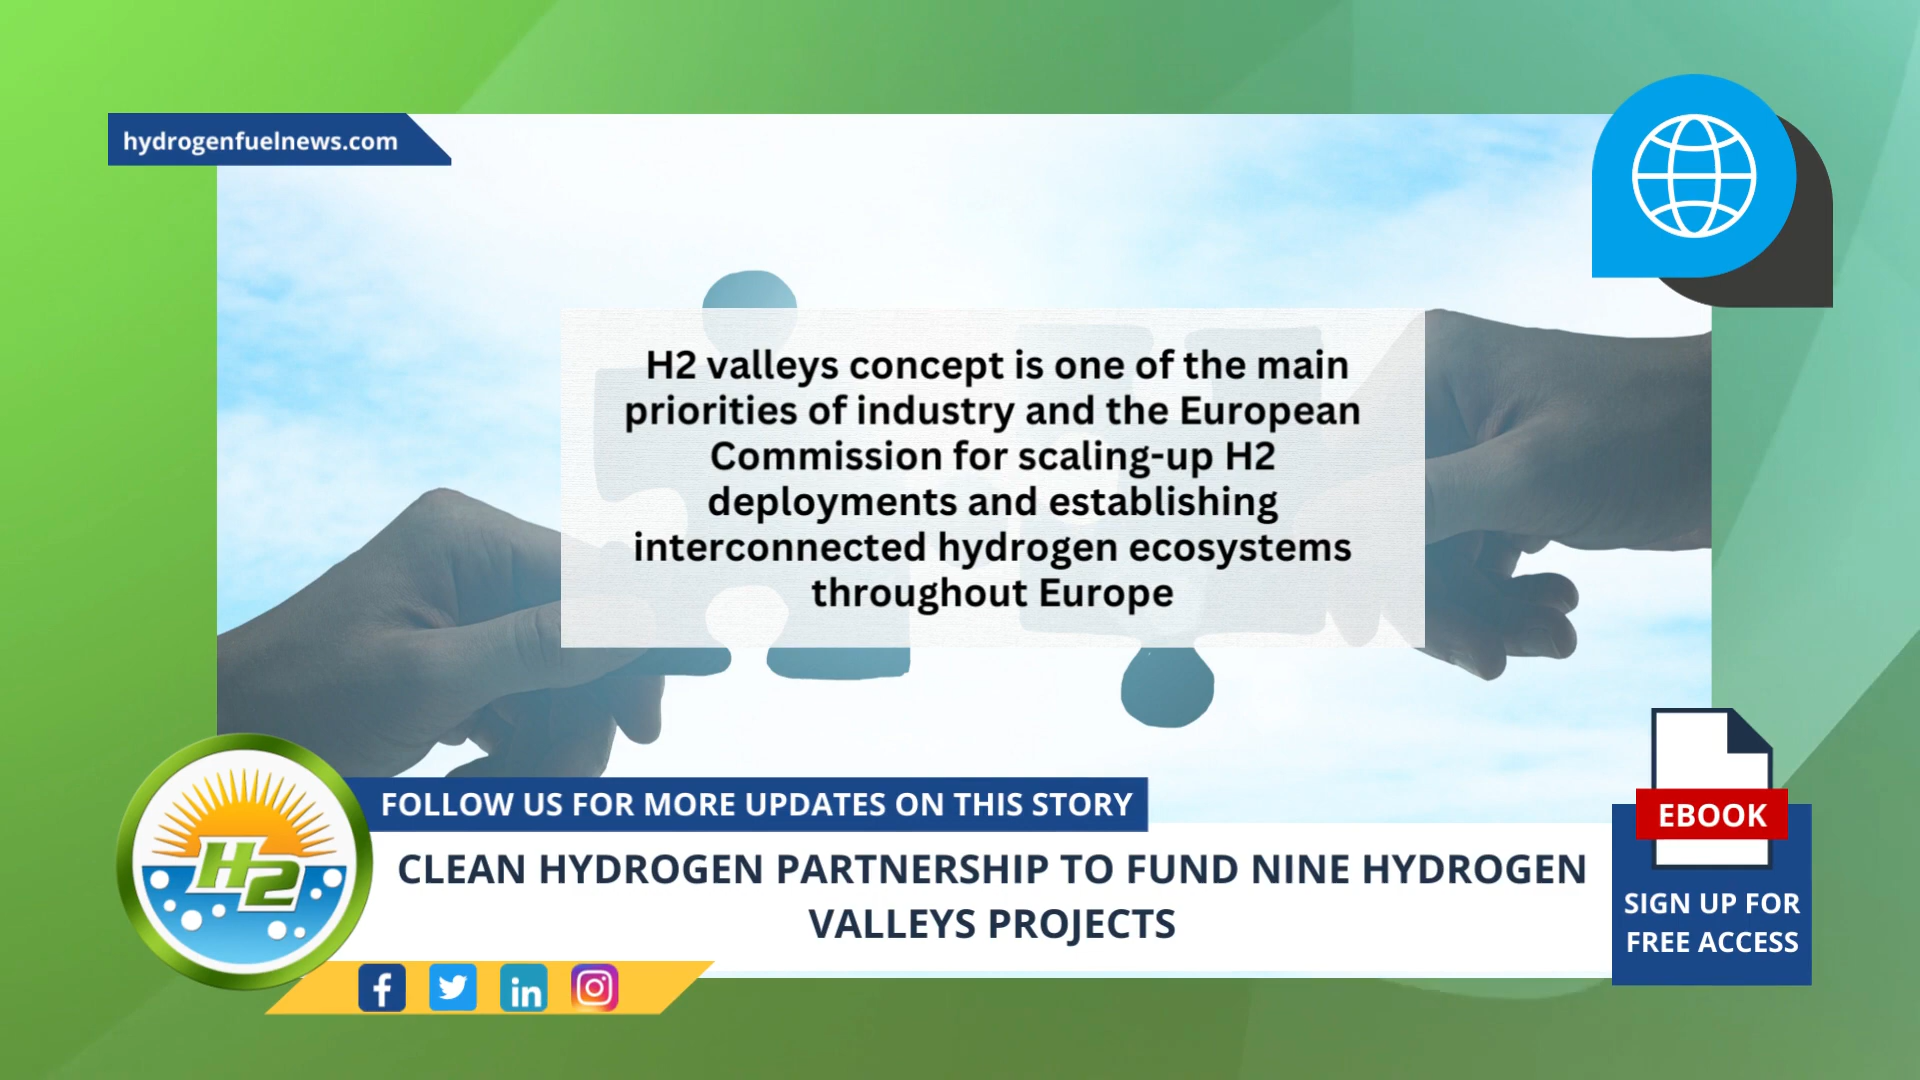 hydrogenfuelnews.com
H2 valleys concept is one of the main
priorities of industry and the European
Commission for scaling-up H2
deployments and establishing
interconnected hydrogen ecosystems
throughout Europe
FOLLOW US FOR MORE UPDATES ON THIS STORY
CLEAN HYDROGEN PARTNERSHIP TO FUND NINE HYDROGEN
VALLEYS PROJECTS
H2
EBOOK
SIGN UP FOR
FREE ACCESS
f
in